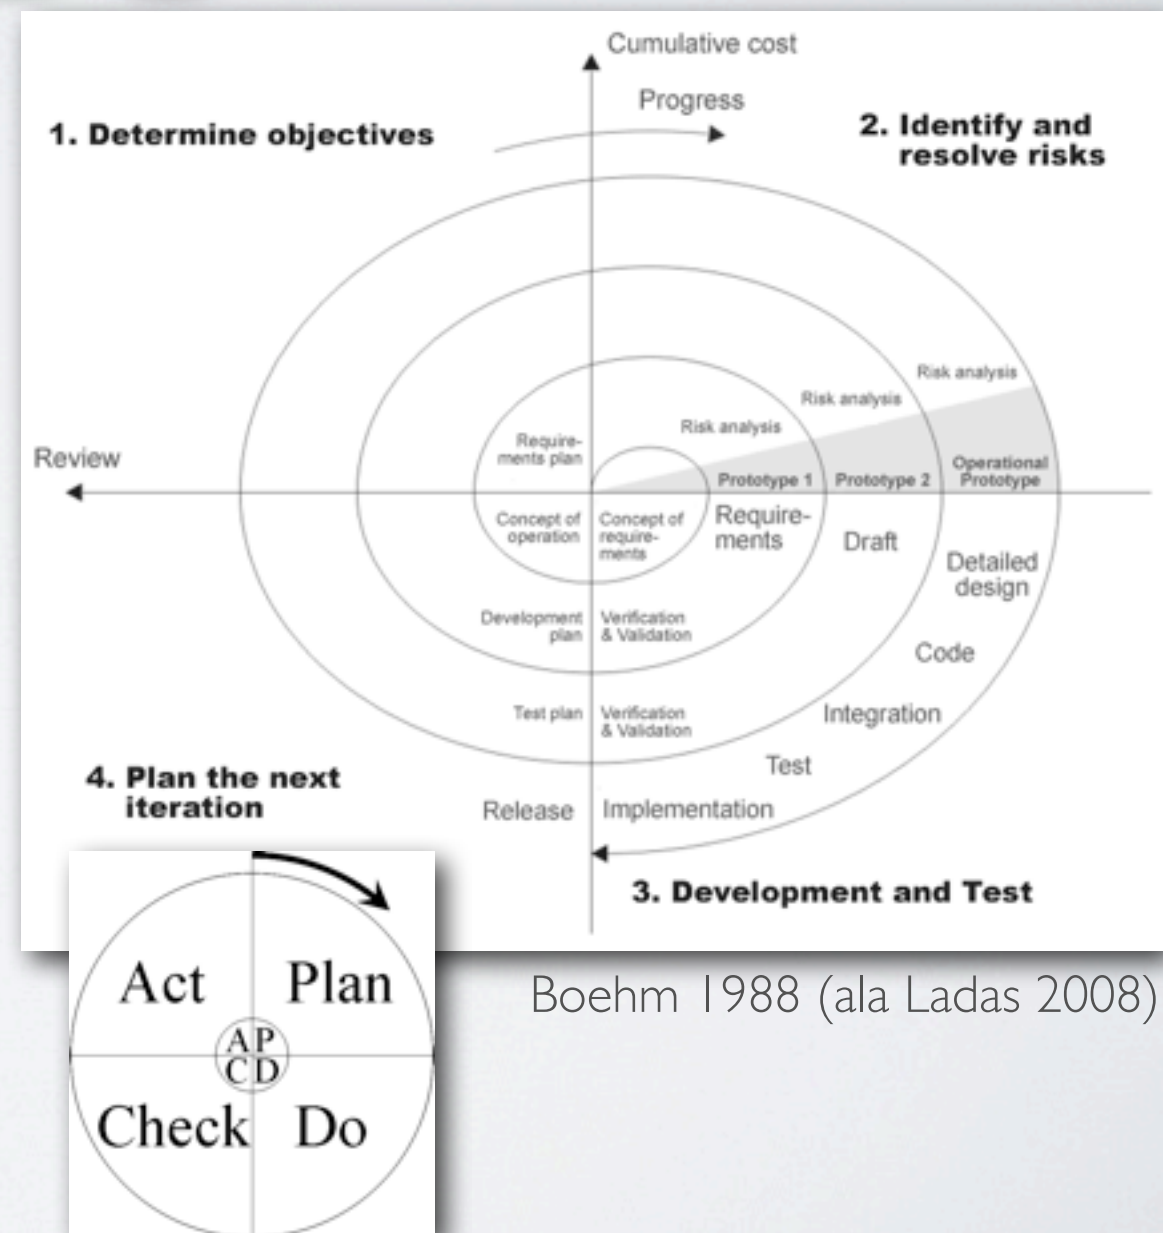 Cumulative cost
Progress
1. Determine objectives
2. Identify and
resolve risks
Risk analysis
Risk analysis
Risk analysis
Require-
ments plan
Review
Prototype 1
Prototype 2
Operational
Prototype
Concept of
operation
Concept of
require-
ments
Require-
ments
Draft
Detailed
design
Development
plan
Verification
& Validation
Code
Test plan
Verification
& Validation
Integration
Test
4. Plan the next
iteration
Release
Implementation
3. Development and Test
Act
Plan
A P
C D
Check
Do
Boehm 1988 (ala Ladas 2008)